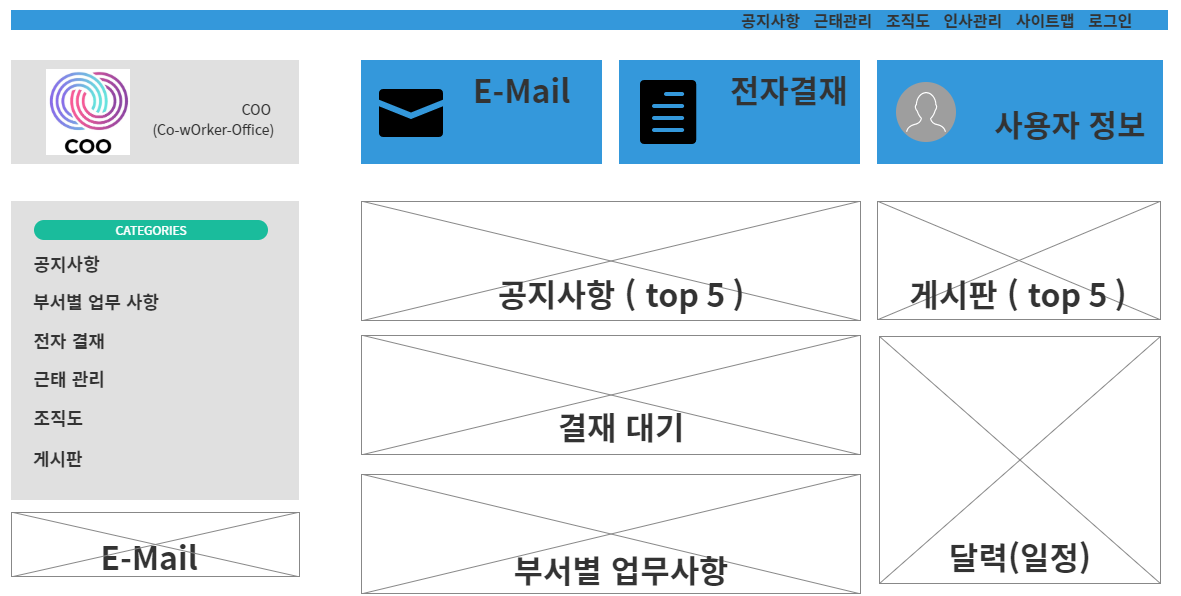 공지사항 근태관리 조직도 인사관리 사이트맵 로그인
COO
COO
(Co-wOrker-Office)
E-Mail
전자결재
사용자 정보
CATEGORIES
공지사항
부서별 업무 사항
전자 결재
근태 관리
조직도
게시판
E-Mail
공지사항 ( top 5 )
게시판 ( top 5 )
결재 대기
부서별 업무사항
달력(일정)